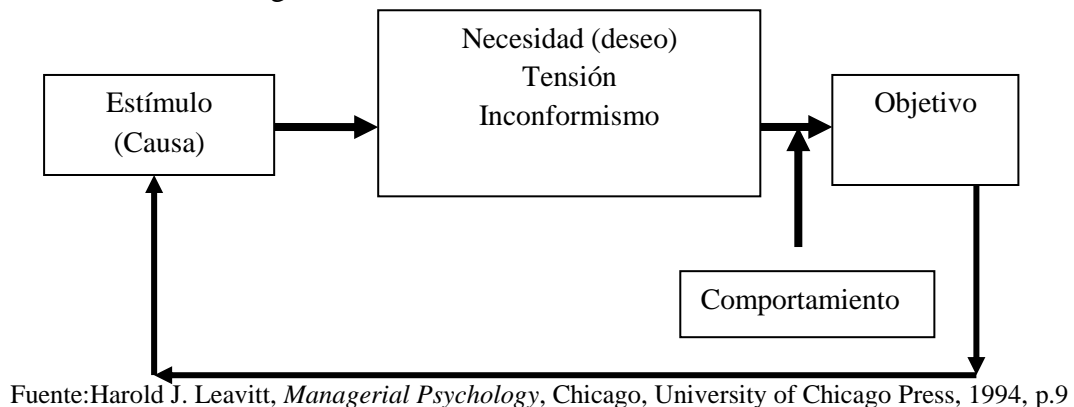 Necesidad (deseo)
Tensión
Inconformismo
Estímulo
(Causa)
Objetivo
Comportamiento
Fuente:Harold J. Leavitt, Managerial Psychology, Chicago, University of Chicago Press, 1994, p.9